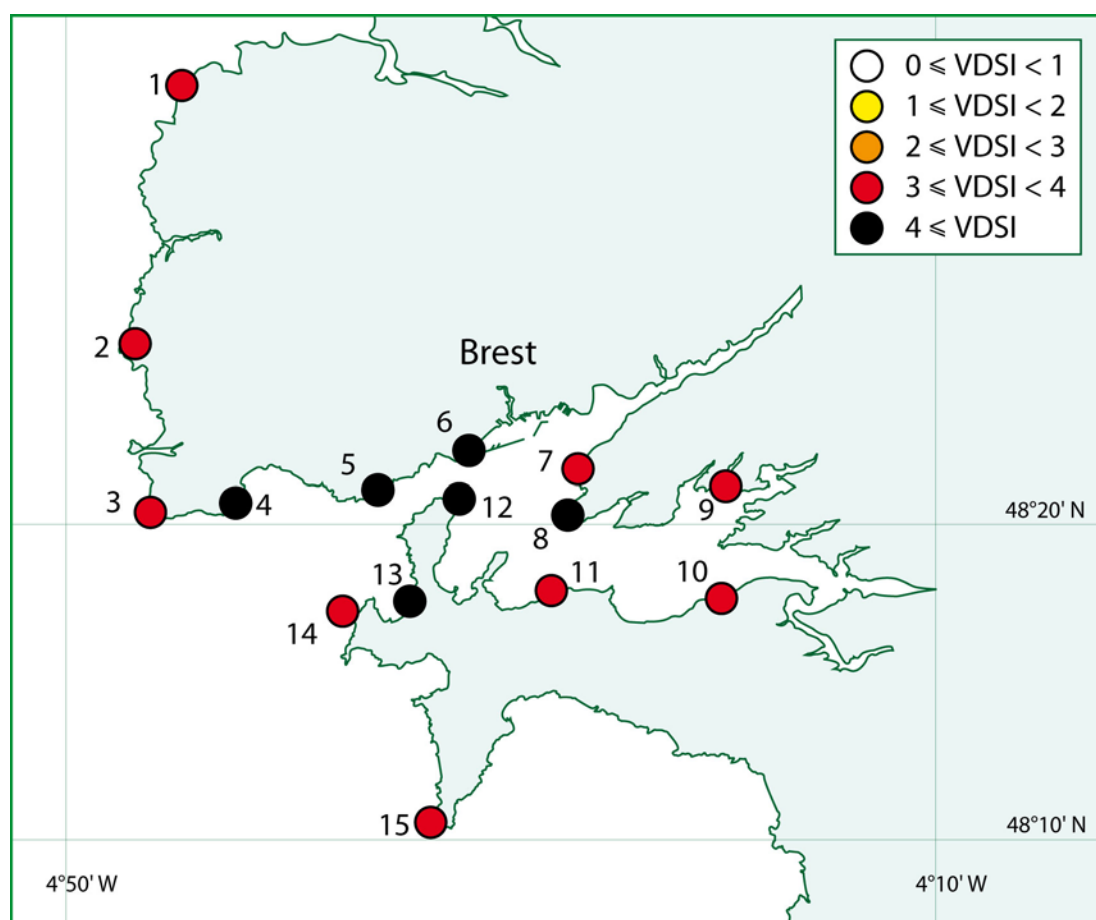 0 ⩽ VDSI < 1
1 ⩽ VDSI < 2
2 ⩽ VDSI < 3
3 ⩽ VDSI < 4
4 ⩽ VDSI
1
2
Brest
6
5
7
3
4
12
9
8
48°20' N
13
11
10
14
15
48°10' N
4°50' W
4°10' W